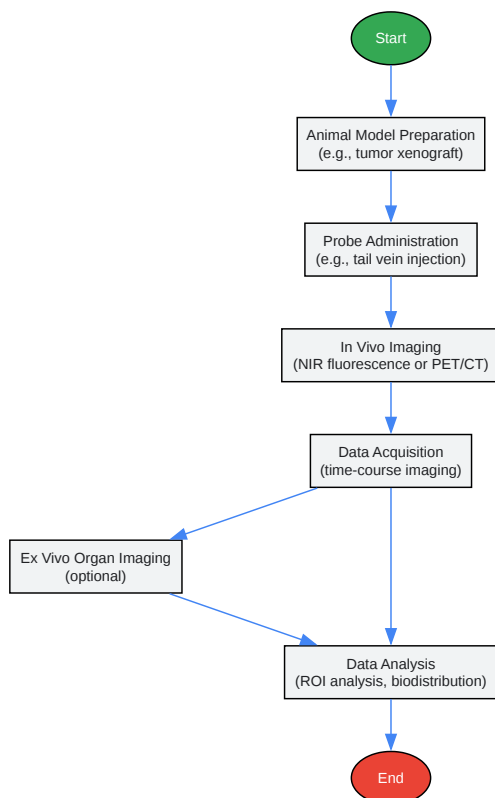 Start
Animal Model Preparation
(e.g., tumor xenograft)
Probe Administration
(e.g., tail vein injection)
In Vivo Imaging
(NIR fluorescence or PET/CT)
Data Acquisition
(time-course imaging)
Ex Vivo Organ Imaging
(optional)
Data Analysis
(ROI analysis, biodistribution)
End